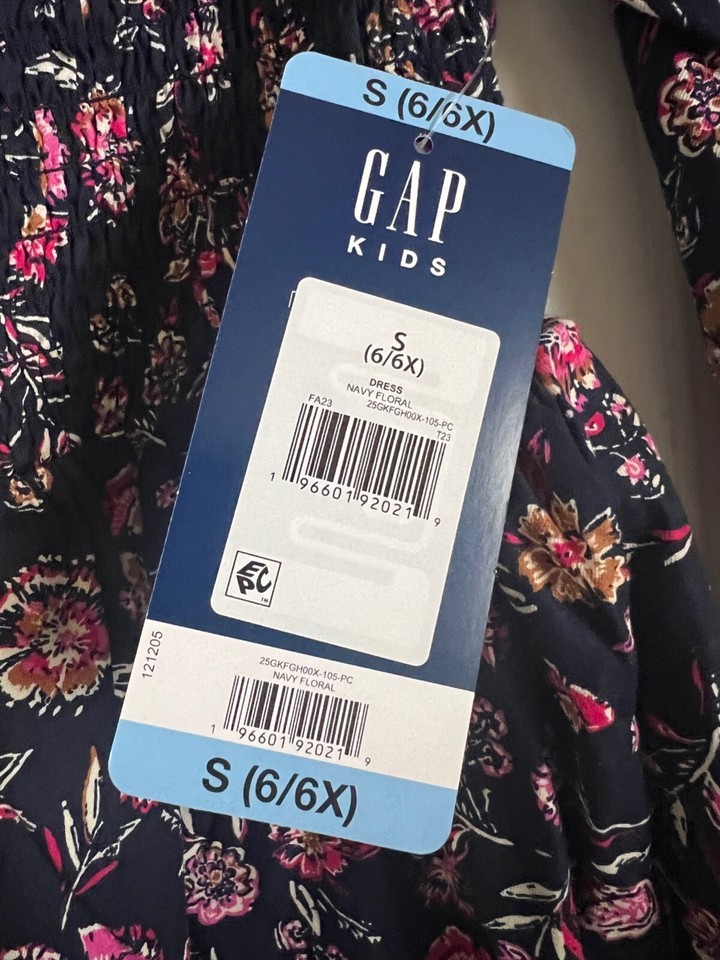 S (6/6X)
GAP
KIDS
S
(6/6X)
DRESS
NAVY FLORAL
FA23 25GKFGH00X-105-PC
T23
1 96601 92021 9
EPC
TM
121205
25GKFGH00X-105-PC
NAVY FLORAL
1 96601 92021 9
S (6/6X)